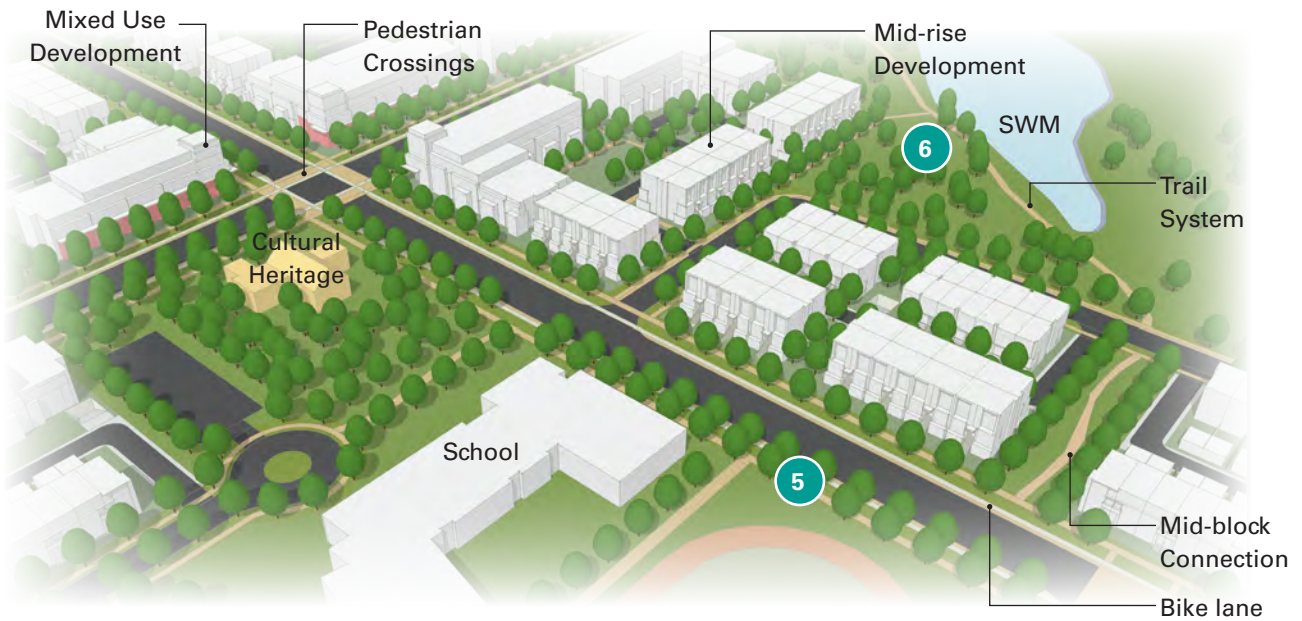 Mixed Use
Development
Pedestrian
Crossings
Mid-rise
Development
SWM
6
Trail
System
Cultural
Heritage
School
5
Mid-block
Connection
Bike lane